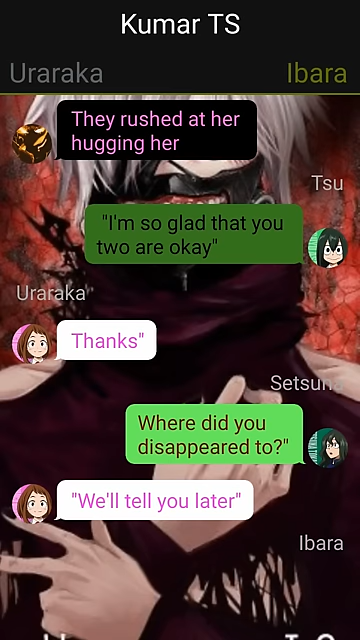 Kumar TS
Uraraka Ibara
They rushed at her
hugging her
Tsu
"I'm so glad that you
two are okay"
Uraraka
Thanks"
Setsuna
Where did you
disappeared to?"
"We'll tell you later"
Ibara